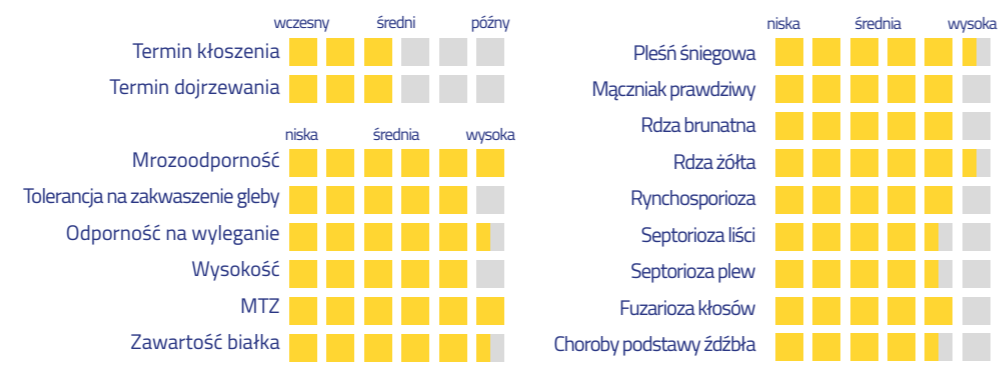 wczesny średni późny
Termin kłoszenia
Termin dojrzewania
niska średnia wysoka
Mrozoodporność
Tolerancja na zakwaszenie gleby
Odporność na wyleganie
Wysokość
MTZ
Zawartość białka
niska średnia wysoka
Pleśń śniegowa
Mączniak prawdziwy
Rdza brunatna
Rdza żółta
Rynchosporioza
Septorioza liści
Septorioza plew
Fuzarioza kłosów
Choroby podstawy źdźbła